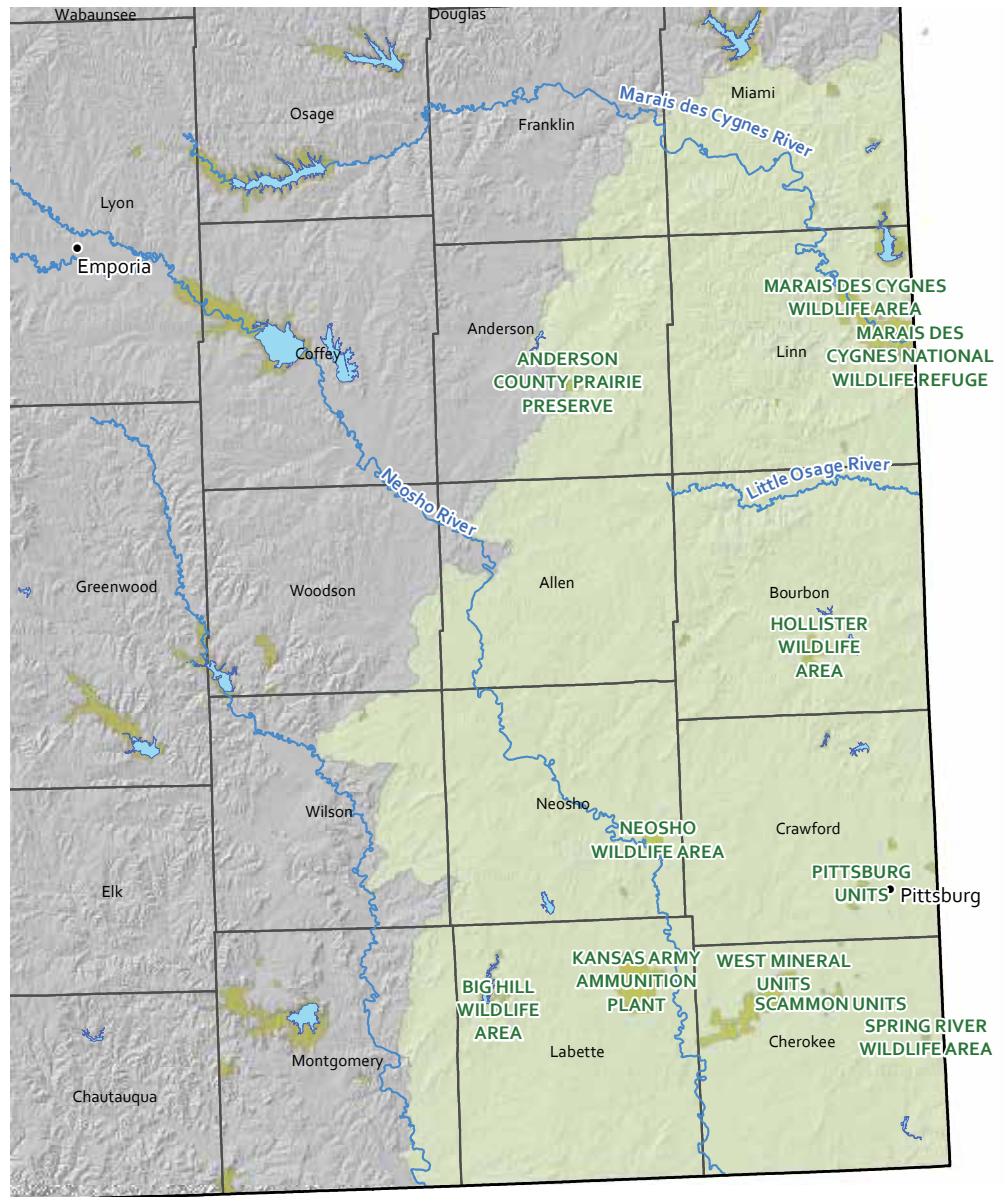 Wabaunsee
Douglas
Osage
Miami
Franklin
Marais des Cygnes River
Lyon
Emporia
MARAIS DES CYGNES
WILDLIFE AREA
MARAIS DES
CYGNES NATIONAL
WILDLIFE REFUGE
Anderson
Linn
Coffey
ANDERSON
COUNTY PRAIRIE
PRESERVE
Neosho River
Little Osage River
Greenwood
Woodson
Allen
Bourbon
HOLLISTER
WILDLIFE
AREA
Wilson
Neosho
NEOSHO
WILDLIFE AREA
Crawford
Elk
PITTSBURG
UNITS
Pittsburg
KANSAS ARMY
AMMUNITION
PLANT
WEST MINERAL
UNITS
SCAMMON UNITS
BIG HILL
WILDLIFE
AREA
SPRING RIVER
WILDLIFE AREA
Montgomery
Labette
Cherokee
Chautauqua